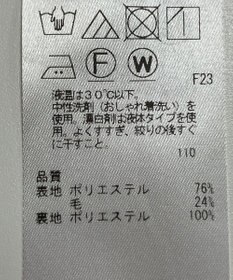 F W F23
液温は30℃以下。
中性洗剤(おしゃれ着洗い)を
使用。漂白剤は液体タイプを使
用。よくすすぎ、絞りの後すぐ
に干すこと。
110
品質
表地 ポリエステル 76%
毛 24%
裏地 ポリエステル 100%